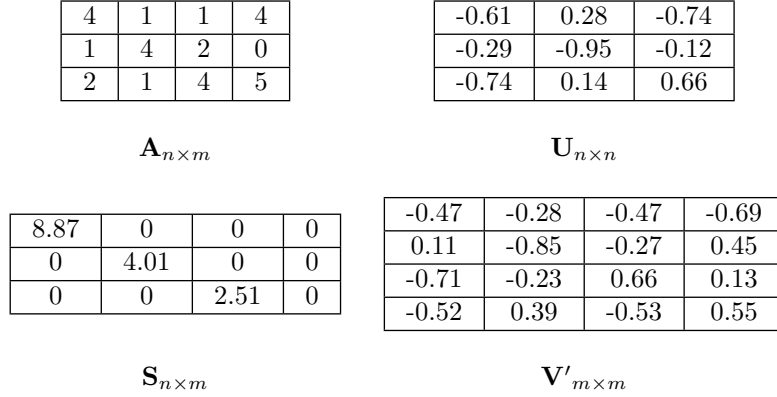 4 1 1 4
1 4 2 0
2 1 4 5
A n×m
-0.61 0.28 -0.74
-0.29 -0.95 -0.12
-0.74 0.14 0.66
U n×n
8.87 0 0 0
0 4.01 0 0
0 0 2.51 0
S n×m
-0.47 -0.28 -0.47 -0.69
0.11 -0.85 -0.27 0.45
-0.71 -0.23 0.66 0.13
-0.52 0.39 -0.53 0.55
V' m×m